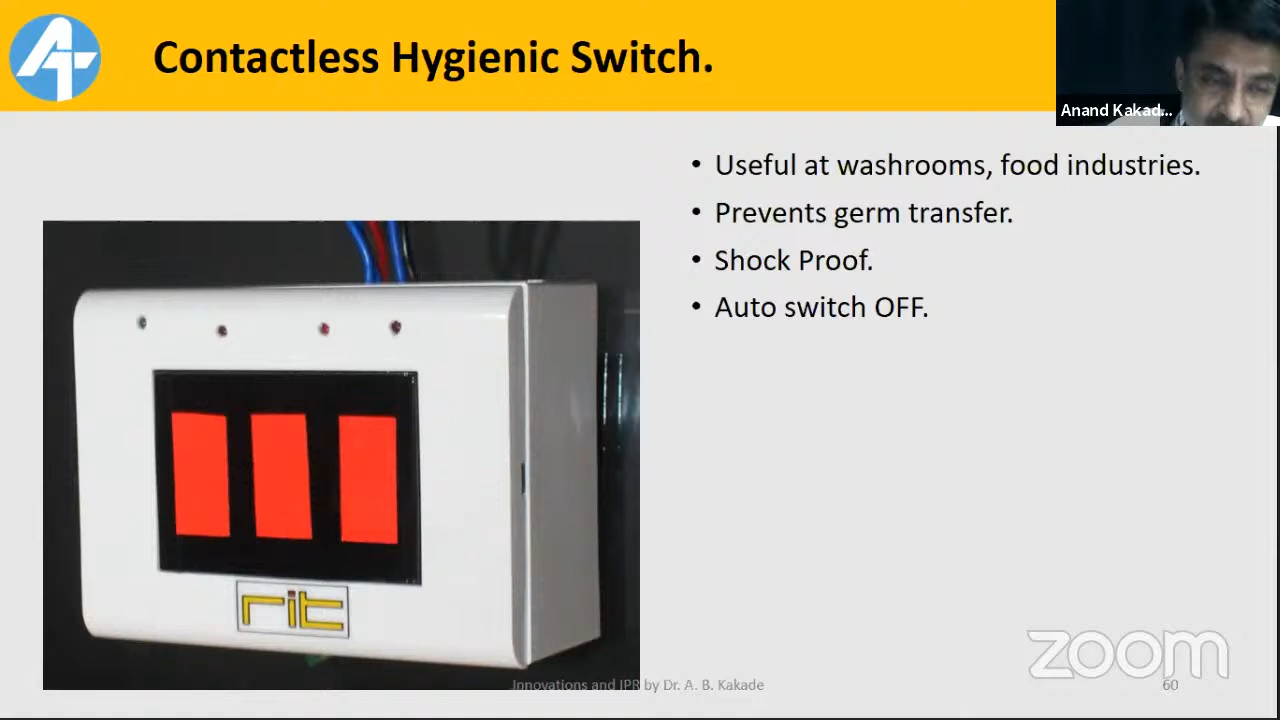 Contactless Hygienic Switch.
Anand Kakad...
• Useful at washrooms, food industries.
• Prevents germ transfer.
• Shock Proof.
• Auto switch OFF.
rit
zoom
Innovations and IPR by Dr. A. B. Kakade
60